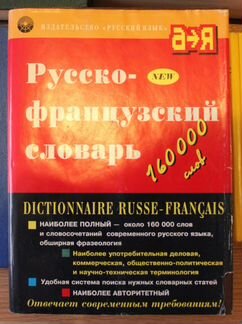 ИЗДАТЕЛЬСТВО «РУССКИЙ ЯЗЫК»
а→Я
Русско-
NEW
французский
словарь
160 000
слов
DICTIONNAIRE RUSSE-FRANÇAIS
НАИБОЛЕЕ ПОЛНЫЙ — около 160 000 слов
и словосочетаний современного русского языка,
обширная фразеология
Наиболее употребительная деловая,
коммерческая, общественно-политическая
и научно-техническая терминология
Удобная система поиска нужных словарных статей
НАИБОЛЕЕ АВТОРИТЕТНЫЙ
Отвечает современным требованиям!